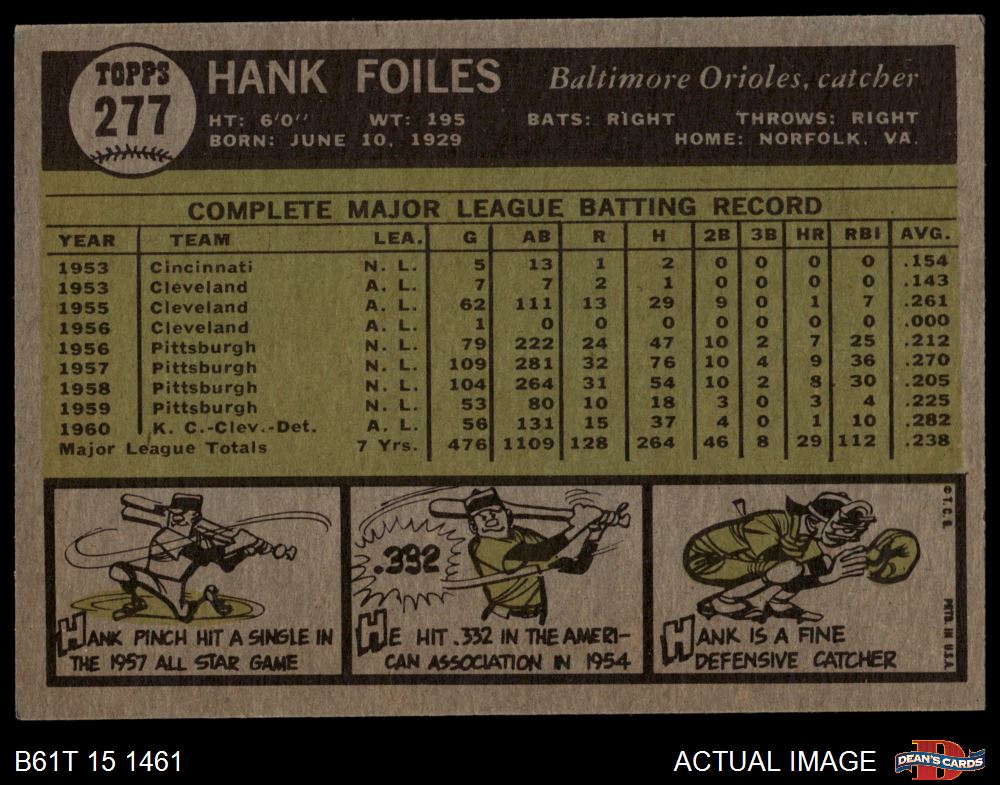 TOPPS
277
HANK FOILES Baltimore Orioles, catcher
HT: 6'0'' WT: 195 BATS: RIGHT THROWS: RIGHT
BORN: JUNE 10, 1929 HOME: NORFOLK, VA.
COMPLETE MAJOR LEAGUE BATTING RECORD
YEAR TEAM LEA. G AB R H 2B 3B HR RBI AVG.
1953 Cincinnati N. L. 5 13 1 2 0 0 0 0 .154
1953 Cleveland A. L. 7 7 2 1 0 0 0 0 .143
1955 Cleveland A. L. 62 111 13 29 9 0 1 7 .261
1956 Cleveland A. L. 1 0 0 0 0 0 0 0 .000
1956 Pittsburgh N. L. 79 222 24 47 10 2 7 25 .212
1957 Pittsburgh N. L. 109 281 32 76 10 4 9 36 .270
1958 Pittsburgh N. L. 104 264 31 54 10 2 8 30 .205
1959 Pittsburgh N. L. 53 80 10 18 3 0 3 4 .225
1960 K. C.-Clev.-Det. A. L. 56 131 15 37 4 0 1 10 .282
Major League Totals 7 Yrs. 476 1109 128 264 46 8 29 112 .238
HANK PINCH HIT A SINGLE IN
THE 1957 ALL STAR GAME
.332
HE HIT .332 IN THE AMERI-
CAN ASSOCIATION IN 1954
HANK IS A FINE
DEFENSIVE CATCHER
© T. C. G.
PRTD. IN U.S.A.
B61T 15 1461
ACTUAL IMAGE
DEAN'S CARDS